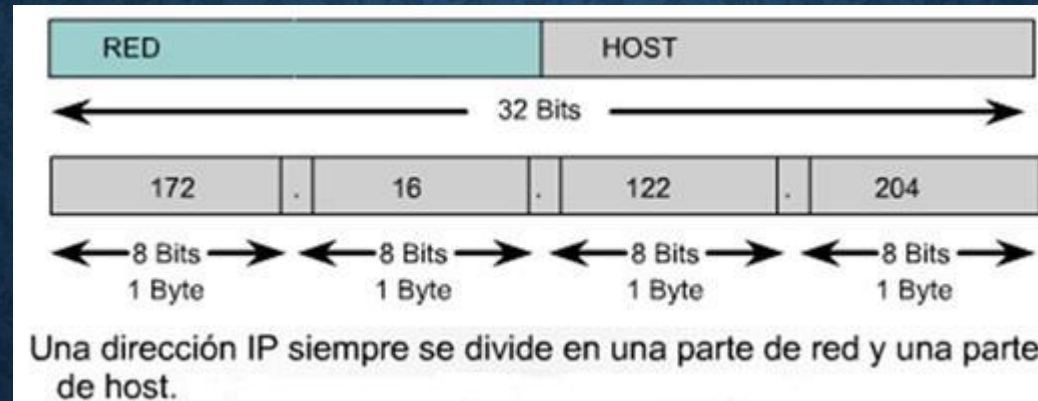 RED HOST
32 Bits
172 . 16 . 122 . 204
8 Bits 8 Bits 8 Bits 8 Bits
1 Byte 1 Byte 1 Byte 1 Byte
Una dirección IP siempre se divide en una parte de red y una parte
de host.